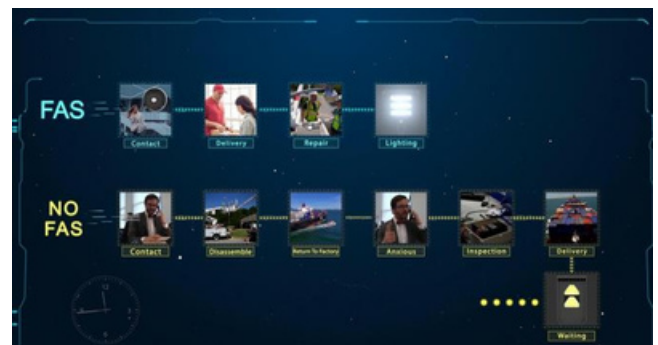 FAS
Contact
Delivery
Repair
Lighting
NO
FAS
Contact
Disassemble
Return To Factory
Anxious
Inspection
Delivery
Waiting